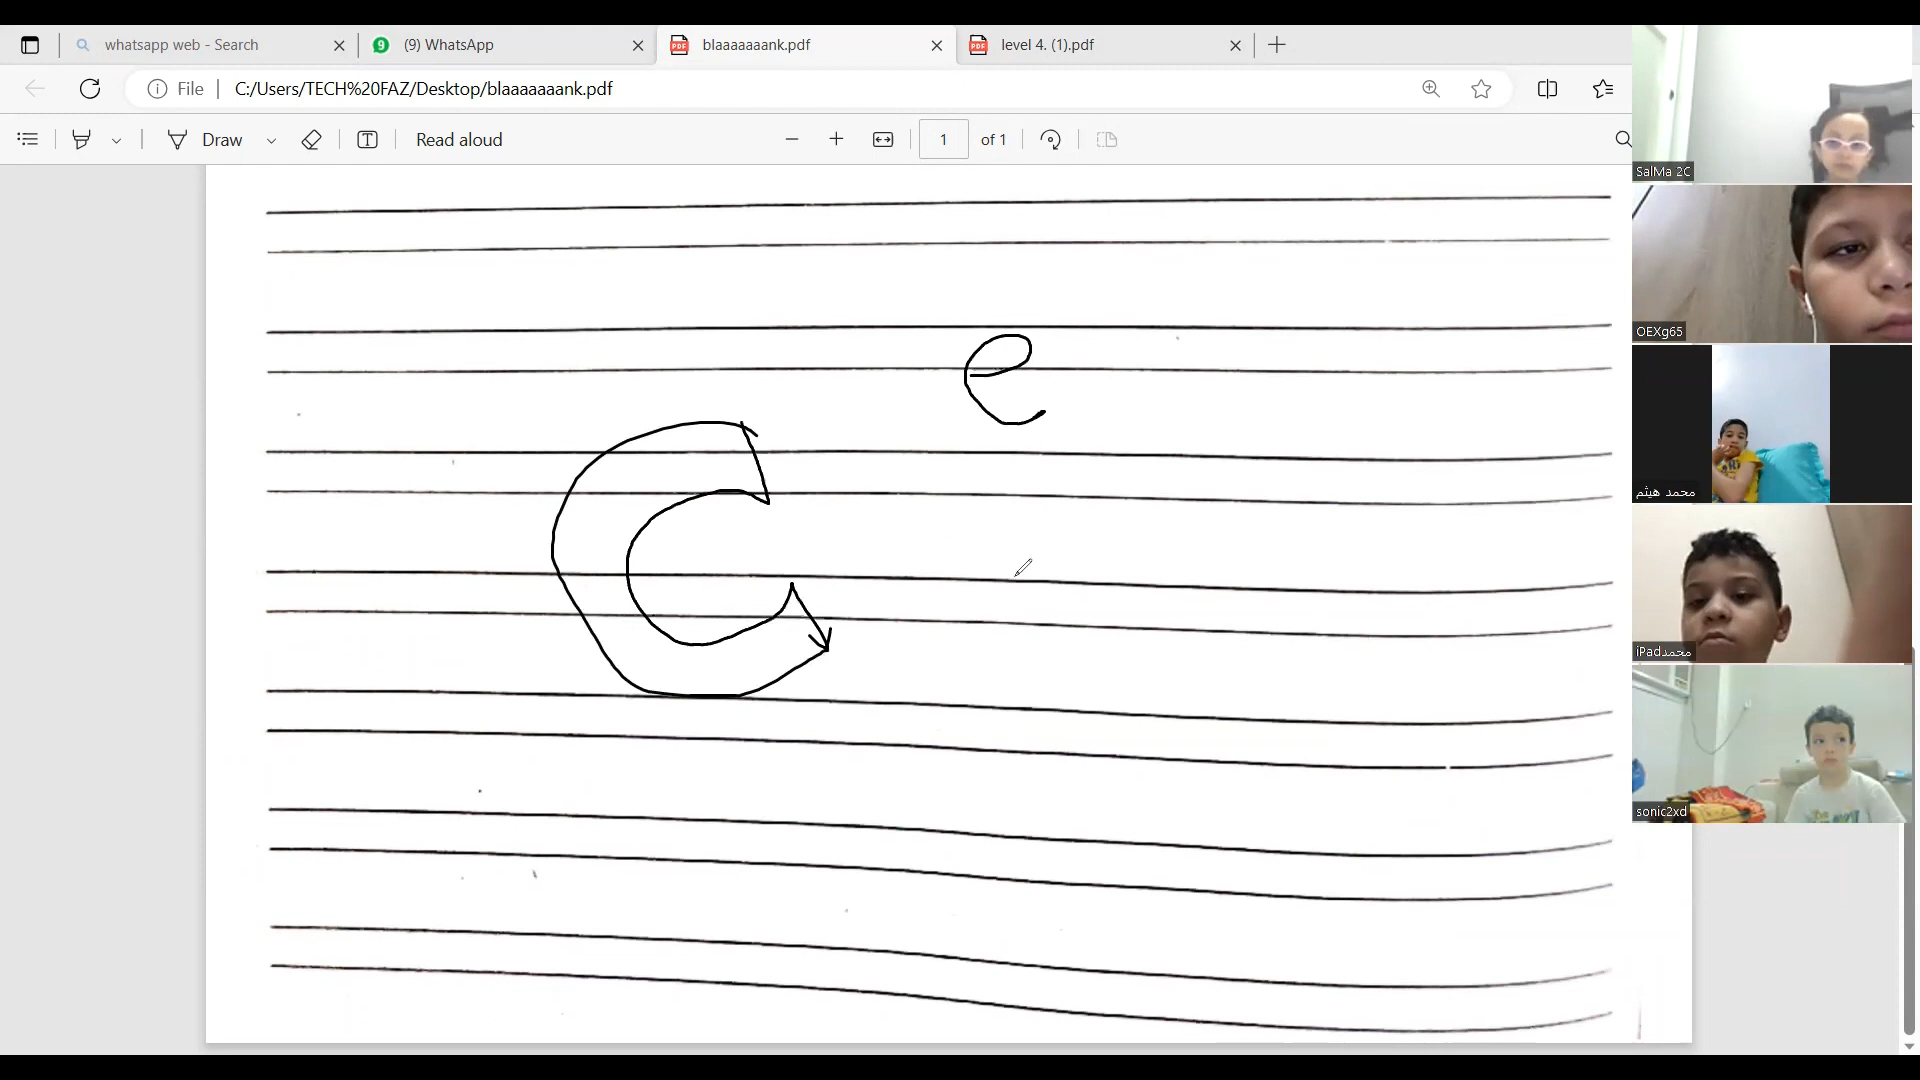 whatsapp web - Search
(9) WhatsApp
blaaaaaaank.pdf
level 4. (1).pdf
File
C:/Users/TECH%20FAZ/Desktop/blaaaaaaank.pdf
Draw
Read aloud
1 of 1
SalMa 2C
OEXg65
محمد هيثم
iPadمحمد
sonic2xd
e
C